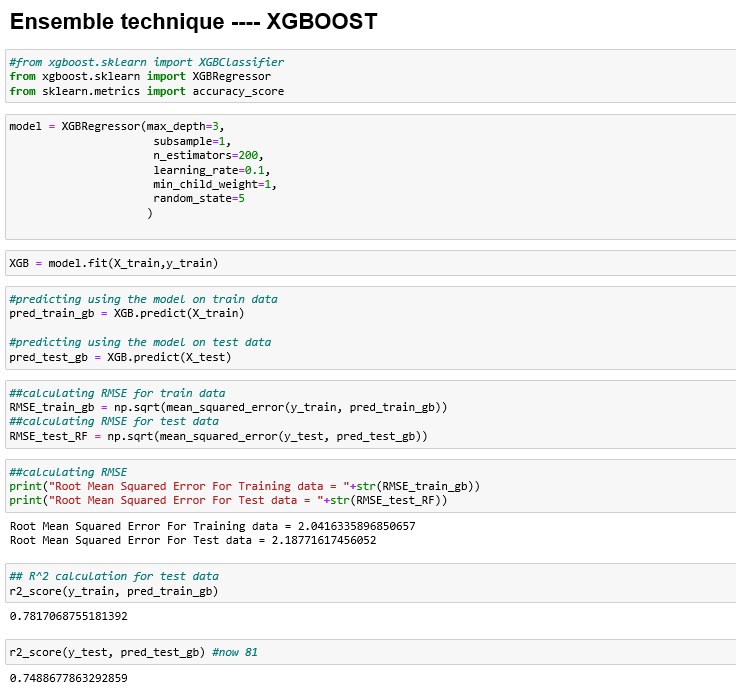 Ensemble technique ---- XGBOOST
#from xgboost.sklearn import XGBClassifier
from xgboost.sklearn import XGBRegressor
from sklearn.metrics import accuracy_score
model = XGBRegressor(max_depth=3,
subsample=1,
n_estimators=200,
learning_rate=0.1,
min_child_weight=1,
random_state=5
)
XGB = model.fit(X_train,y_train)
#predicting using the model on train data
pred_train_gb = XGB.predict(X_train)
#predicting using the model on test data
pred_test_gb = XGB.predict(X_test)
##calculating RMSE for train data
RMSE_train_gb = np.sqrt(mean_squared_error(y_train, pred_train_gb))
##calculating RMSE for test data
RMSE_test_RF = np.sqrt(mean_squared_error(y_test, pred_test_gb))
##calculating RMSE
print("Root Mean Squared Error For Training data = "+str(RMSE_train_gb))
print("Root Mean Squared Error For Test data = "+str(RMSE_test_RF))
Root Mean Squared Error For Training data = 2.0416335896850657
Root Mean Squared Error For Test data = 2.18771617456052
## R^2 calculation for test data
r2_score(y_train, pred_train_gb)
0.7817068755181392
r2_score(y_test, pred_test_gb) #now 81
0.7488677863292859